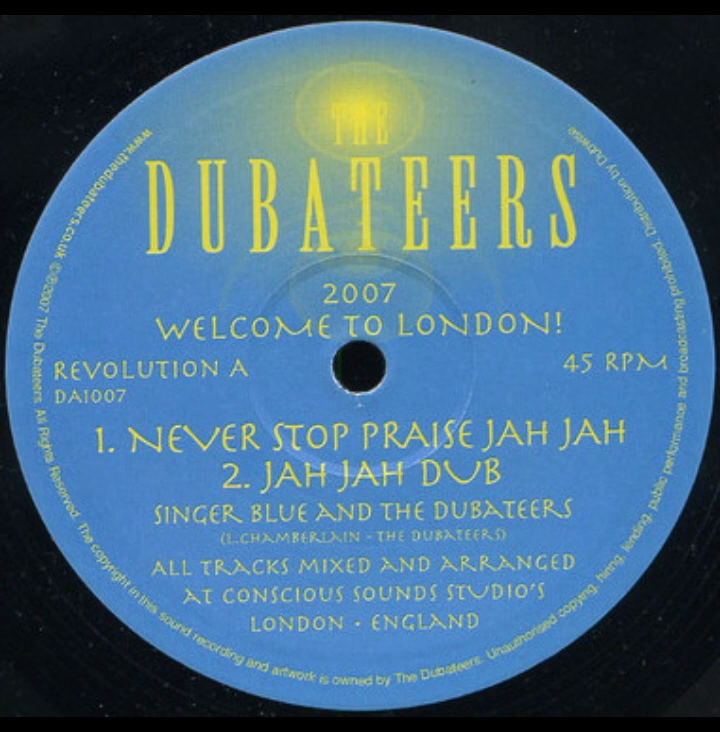 THE
DUBATEERS
2007
WELCOME TO LONDON!
REVOLUTION A
45 RPM
DA1007
1. NEVER STOP PRAISE JAH JAH
2. JAH JAH DUB
SINGER BLUE AND THE DUBATEERS
(L.CHAMBERLAIN - THE DUBATEERS)
ALL TRACKS MIXED AND ARRANGED
AT CONSCIOUS SOUNDS STUDIO'S
LONDON • ENGLAND
www.thedubateers.co.uk ©℗2007 The Dubateers. All Rights Reserved. The copyright in this sound recording and artwork is owned by The Dubateers. Unauthorised copying, hiring, lending, public performance and broadcasting prohibited. Distribution by Dubwise